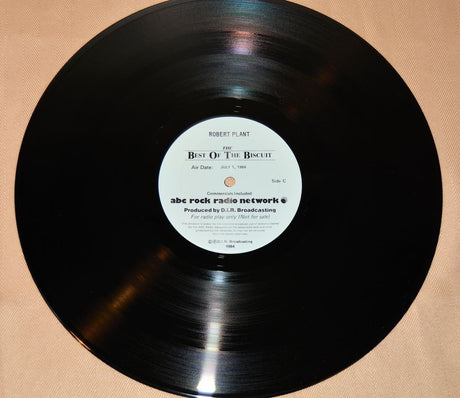 ROBERT PLANT
THE
BEST OF THE BISCUIT
Air Date: JULY 1, 1984
Side C
Commercials Included
abc rock radio network
Produced by D.I.R. Broadcasting
For radio play only (Not for sale)
D.I.R. Broadcasting
1984